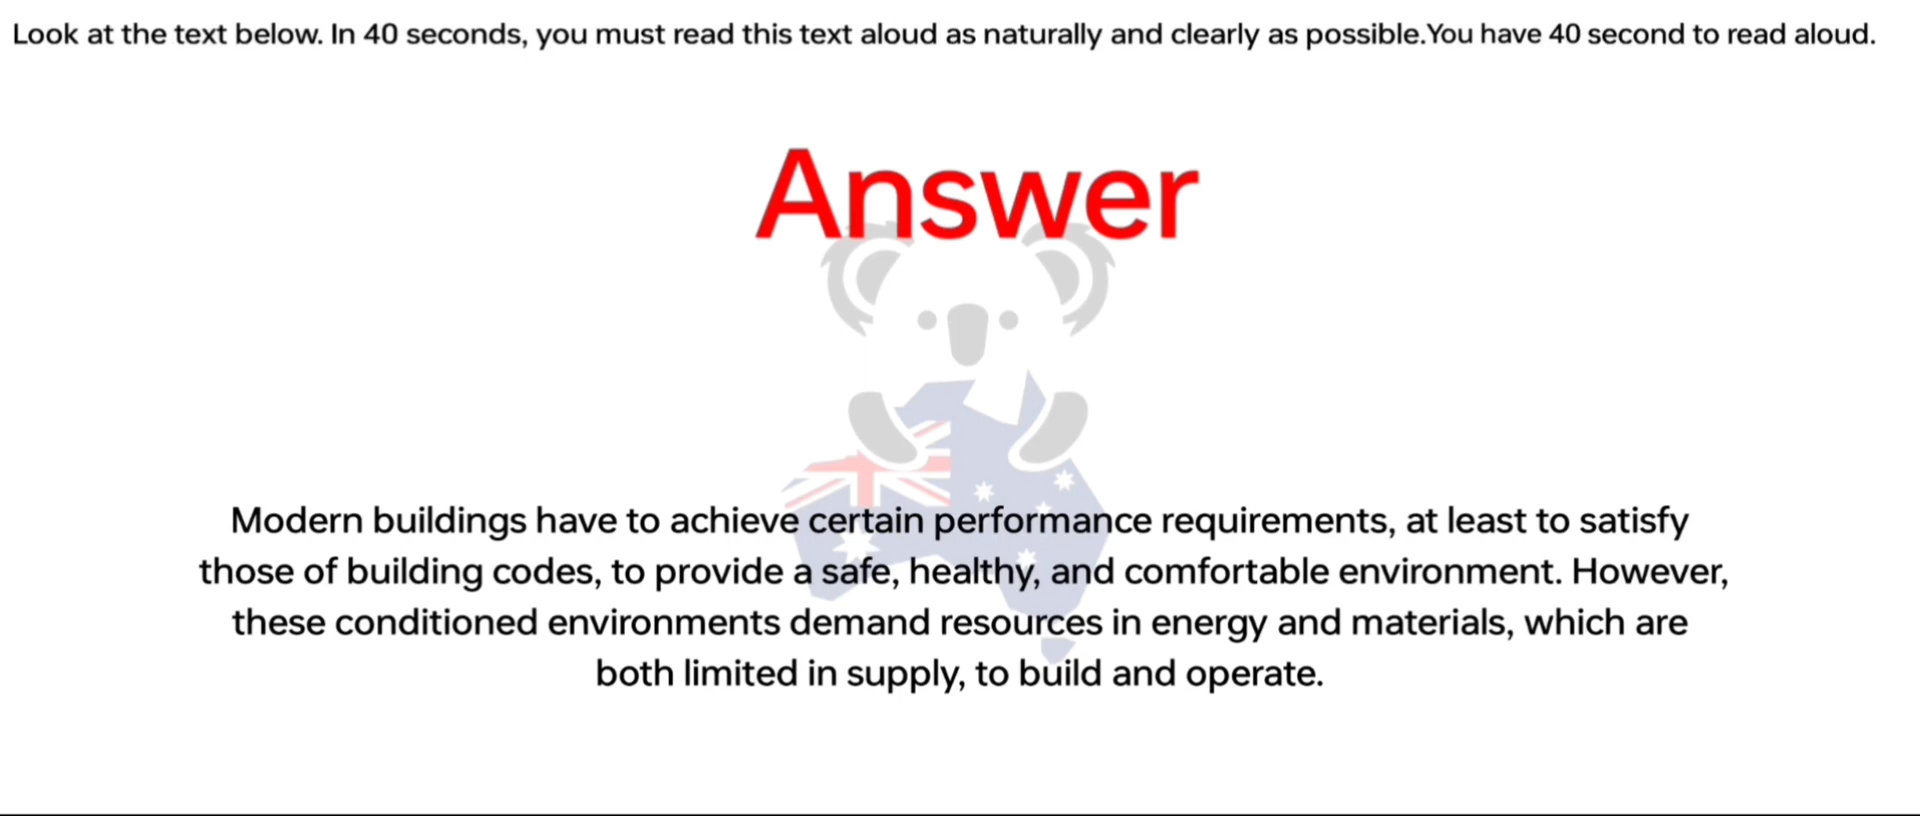 Look at the text below. In 40 seconds, you must read this text aloud as naturally and clearly as possible.You have 40 second to read aloud.
Answer
Modern buildings have to achieve certain performance requirements, at least to satisfy
those of building codes, to provide a safe, healthy, and comfortable environment. However,
these conditioned environments demand resources in energy and materials, which are
both limited in supply, to build and operate.